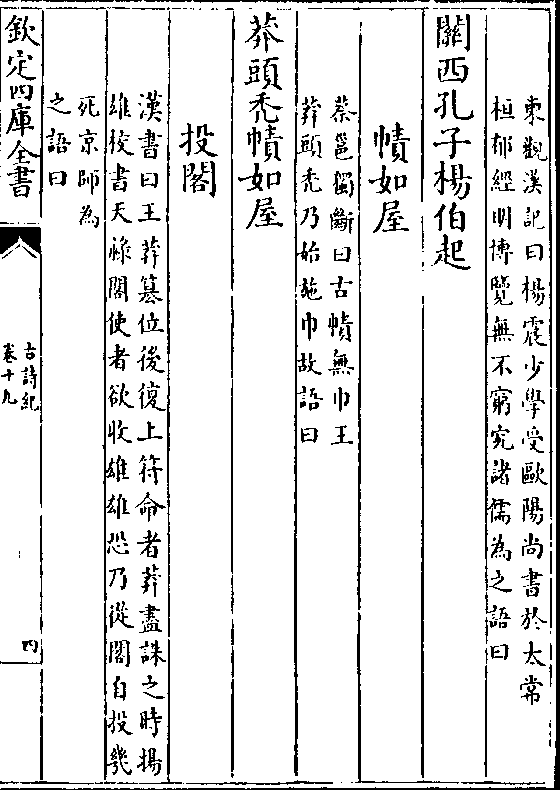 東觀漢記曰楊震少學受歐陽尚書於太常
桓郁經明博覽無不窮究諸儒為之語曰
關西孔子楊伯起
幘如屋
蔡邕獨斷曰古幘無巾王
莽頭禿乃始施巾故語曰
莽頭禿幘如屋
投閣
漢書曰王莽簒位後復上符命者莽盡誅之時揚
雄校書天祿閣使者欲收雄雄恐乃從閣自投幾
死京師為
之語曰
欽定四庫全書
古詩紀
卷十九
四